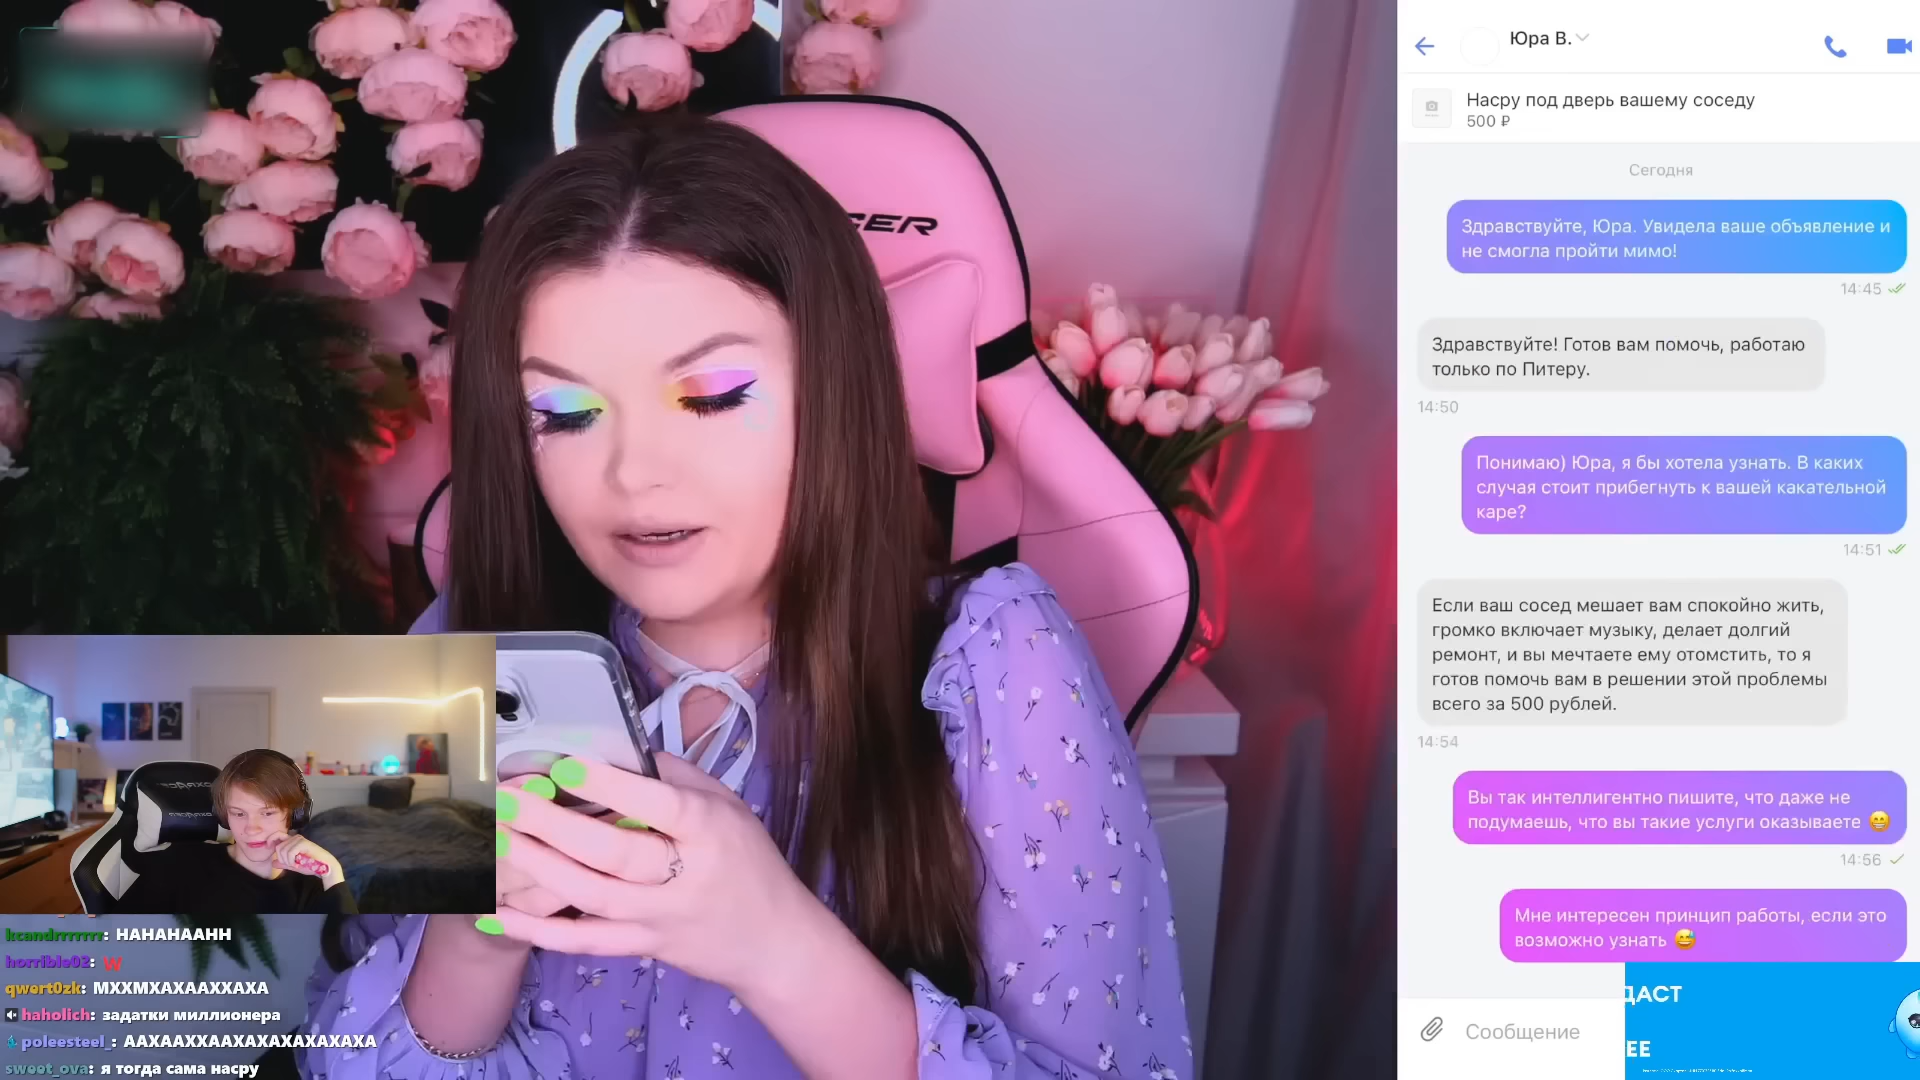 Юра В.
Насру под дверь вашему соседу
500 ₽
Сегодня
Здравствуйте, Юра. Увидела ваше объявление и
не смогла пройти мимо!
14:45
Здравствуйте! Готов вам помочь, работаю
только по Питеру.
14:50
Понимаю) Юра, я бы хотела узнать. В каких
случая стоит прибегнуть к вашей какательной
каре?
14:51
Если ваш сосед мешает вам спокойно жить,
громко включает музыку, делает долгий
ремонт, и вы мечтаете ему отомстить, то я
готов помочь вам в решении этой проблемы
всего за 500 рублей.
14:54
Вы так интеллигентно пишите, что даже не
подумаешь, что вы такие услуги оказываете 😁
14:56
Мне интересен принцип работы, если это
возможно узнать 😅
Сообщение
ДАСТ
ЕЕ
kcandrrrrrrr: HAHAHAAHH
horrible02: W
qwert0zk: МХХМХАХААХХАХА
haholich: задатки миллионера
poleesteel_: ААХААХХААХАХАХАХАХАХА
sweet_ova: я тогда сама насру